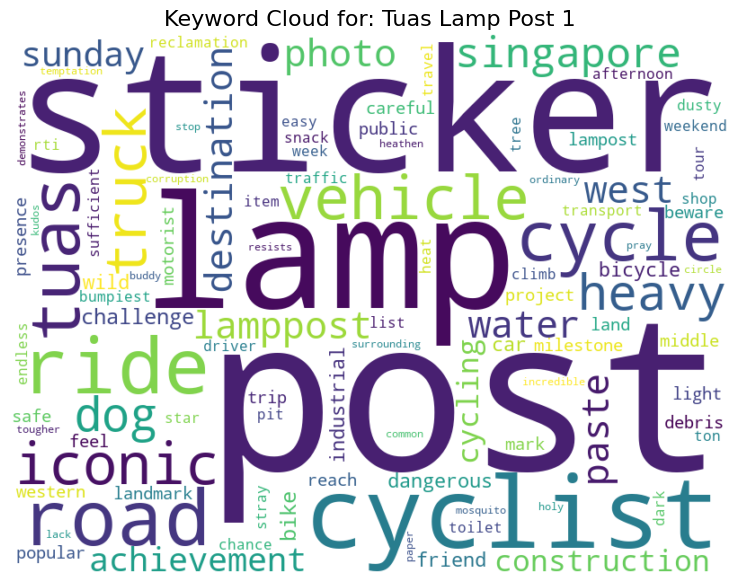 Keyword Cloud for: Tuas Lamp Post 1
sunday
reclamation
temptation
photo
singapore
travel
afternoon
sticker
demonstrates
rti
stop
truck
destination
easy
snack
week
careful
public
heathen
tree
lampost
dusty
weekend
tuas
sufficient
corruption
traffic
vehicle
ordinary
west
tour
shop
beware
presence
kudos
motorist
item
transport
lamp
resists
heat
cycle
pray
wild
buddy
bumpiest
climb
bicycle
circle
challenge
project
heavy
lamppost
list
water
land
endless
driver
surrounding
car
milestone
middle
ride
post
cycling
incredible
dog
trip
pit
industrial
common
paste
light
safe
tougher
star
feel
mark
debris
iconic
reach
dangerous
ton
western
landmark
stray
bike
cyclist
road
chance
toilet
mosquito
holy
dark
popular
lack
achievement
paper
friend
construction